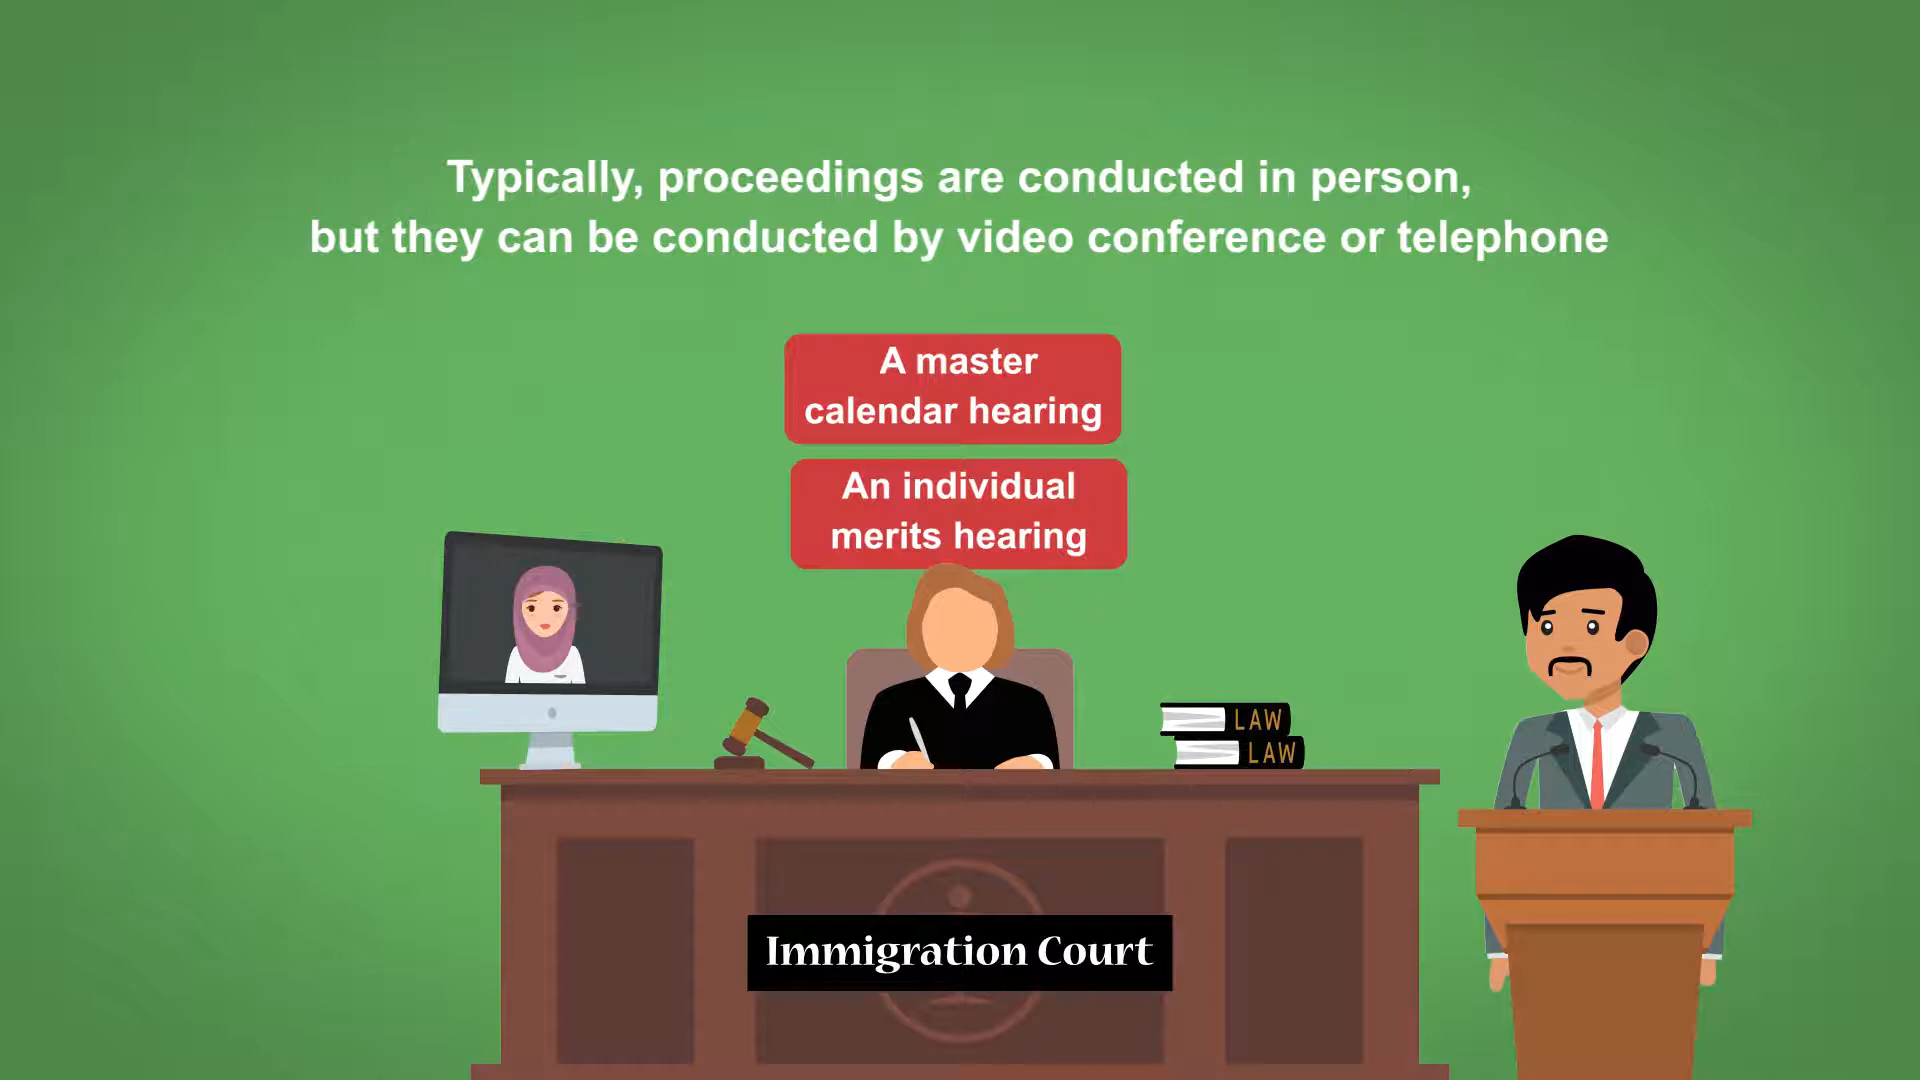 Typically, proceedings are conducted in person,
but they can be conducted by video conference or telephone
A master
calendar hearing
An individual
merits hearing
LAW
LAW
Immigration Court